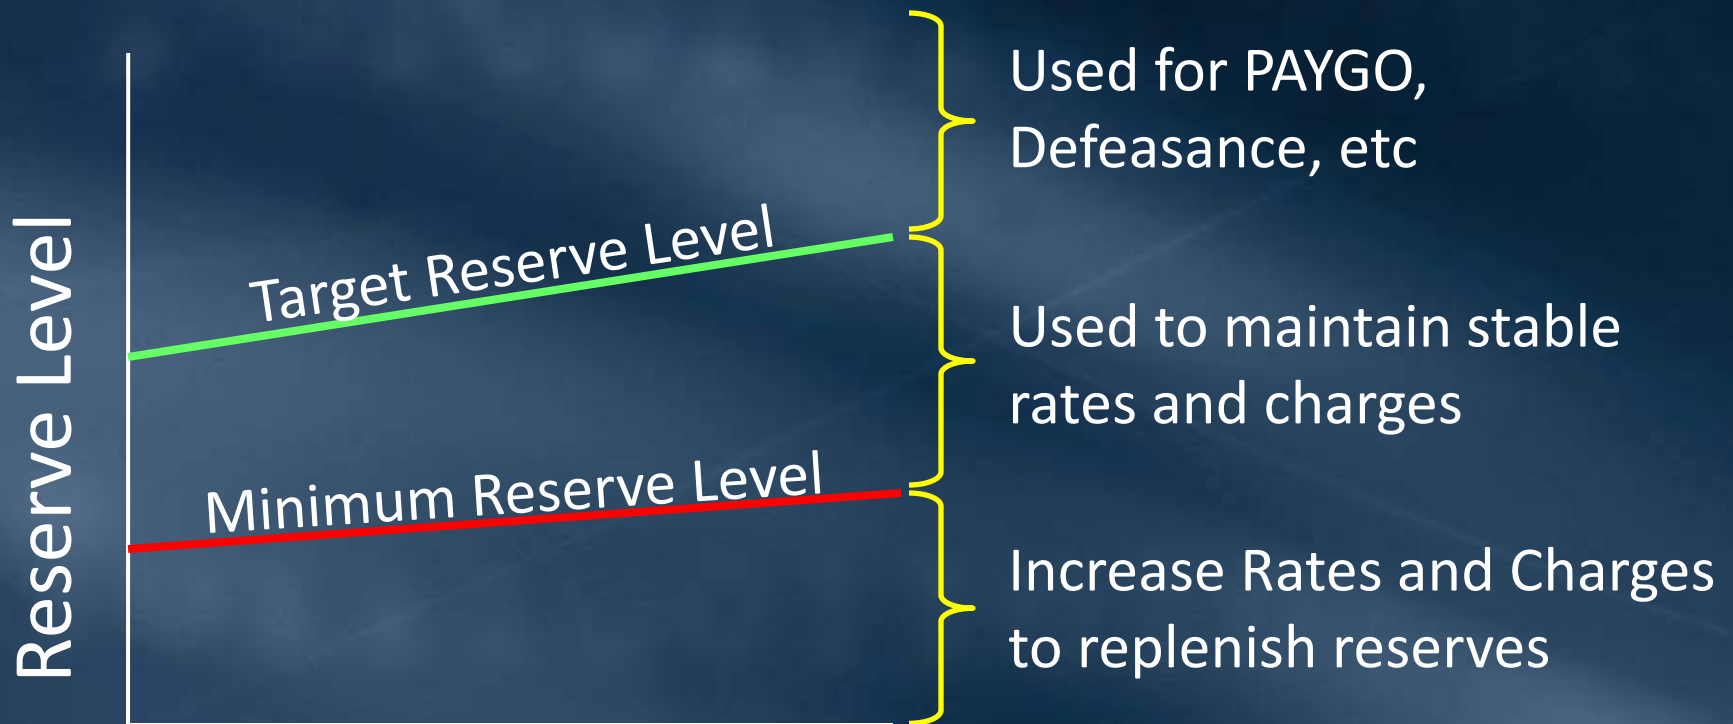 Reserve Level
Target Reserve Level
Minimum Reserve Level
Used for PAYGO,
Defeasance, etc
Used to maintain stable
rates and charges
Increase Rates and Charges
to replenish reserves